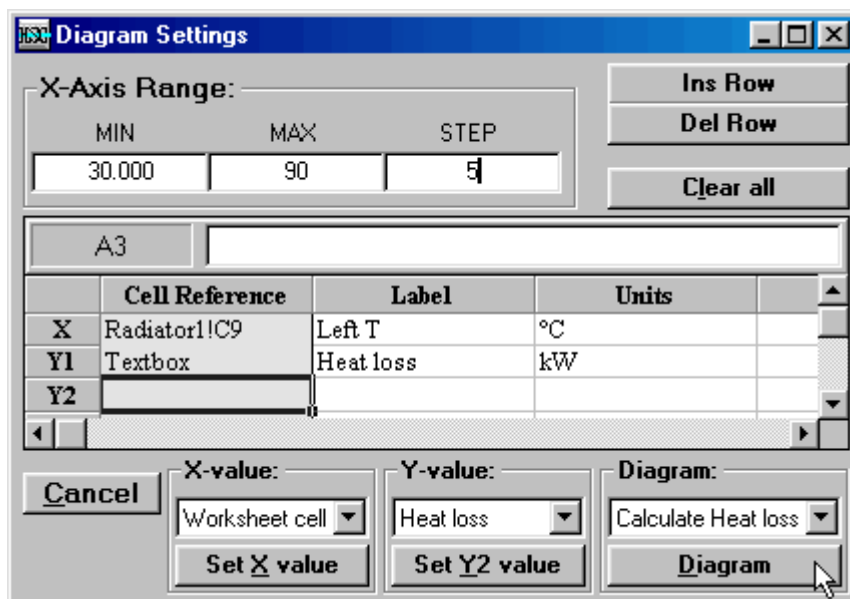 HSC Diagram Settings
X-Axis Range:
MIN MAX STEP
30.000 90 5
Ins Row
Del Row
Clear all
A3
Cell Reference Label Units
X Radiator1!C9 Left T °C
Y1 Textbox Heat loss kW
Y2
Cancel
X-value:
Worksheet cell
Set X value
Y-value:
Heat loss
Set Y2 value
Diagram:
Calculate Heat loss
Diagram